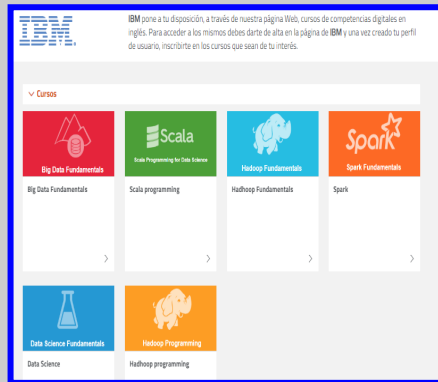 IBM.
IBM pone a tu disposición, a través de nuestra página Web, cursos de competencias digitales en
inglés. Para acceder a los mismos debes darte de alta en la página de IBM y una vez creado tu perfil
de usuario, inscribirte en los cursos que sean de tu interés.
Cursos
Big Data Fundamentals
Scala
Scala Programming for Data Science
Hadoop Fundamentals
Spark
Spark Fundamentals
Big Data Fundamentals
Scala programming
Hadhoop Fundamentals
Spark
Data Science Fundamentals
Hadoop Programming
Data Science
Hadhoop programming